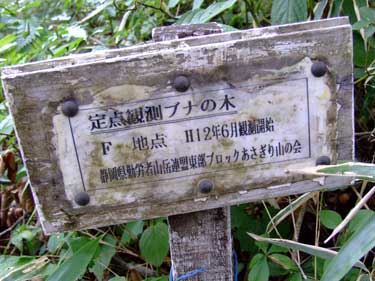 定点観測ブナの木
F 地点 H12年6月観測開始
静岡県勤労者山岳連盟東部ブロックあさぎり山の会